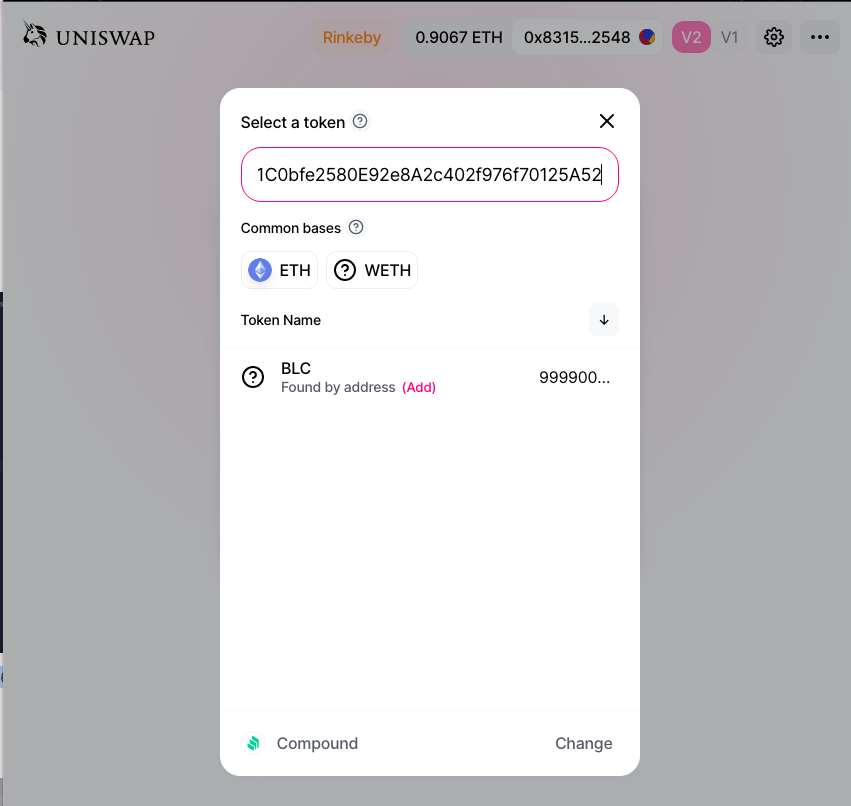 UNISWAP
Rinkeby 0.9067 ETH 0x8315...2548 V2 V1
Select a token
1C0bfe2580E92e8A2c402f976f70125A52
Common bases
ETH WETH
Token Name
BLC
Found by address (Add)
999900...
Compound Change